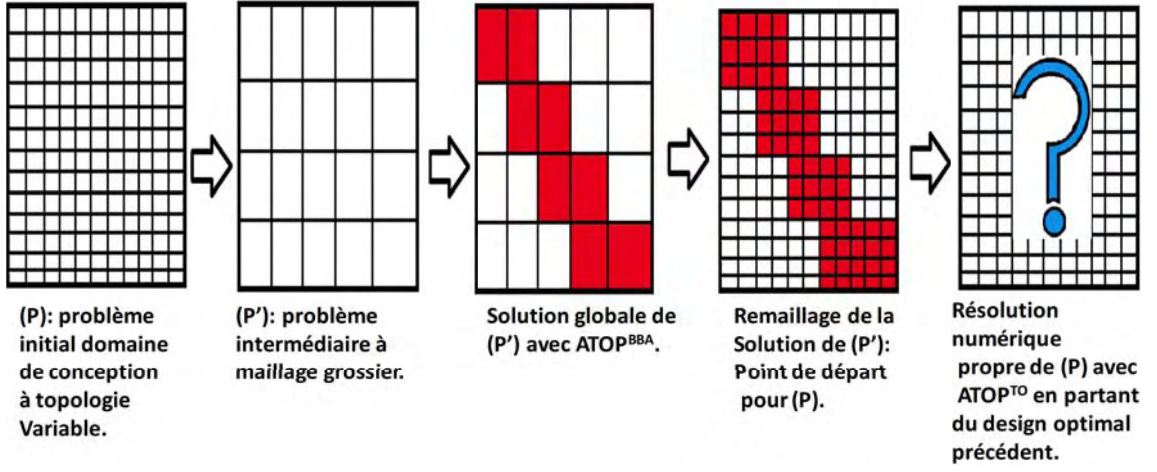 (P): problème
initial domaine
de conception
à topologie
Variable.
(P'): problème
intermédiaire à
maillage grossier.
Solution globale de
(P') avec ATOPᴮᴮᴬ.
Remaillage de la
Solution de (P'):
Point de départ
pour (P).
?
Résolution
numérique
propre de (P) avec
ATOPᵀᴼ en partant
du design optimal
précédent.